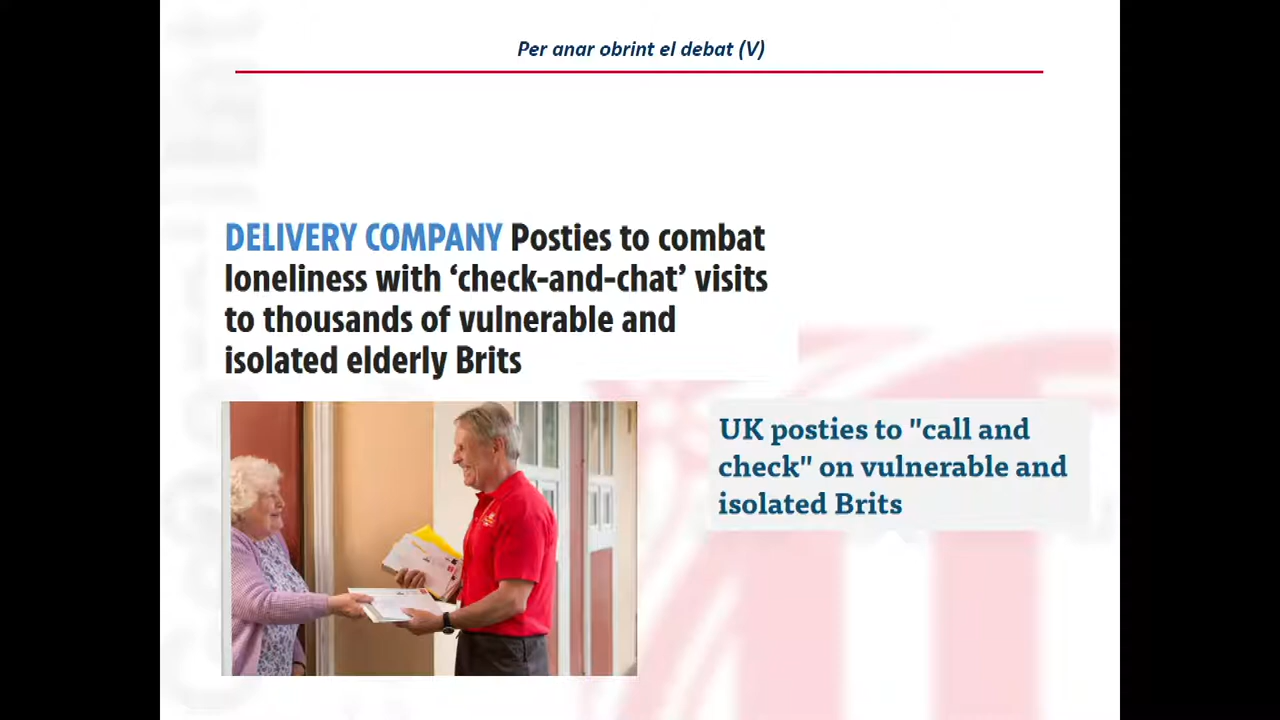 Per anar obrint el debat (V)
DELIVERY COMPANY Posties to combat
loneliness with ‘check-and-chat’ visits
to thousands of vulnerable and
isolated elderly Brits
UK posties to "call and
check" on vulnerable and
isolated Brits